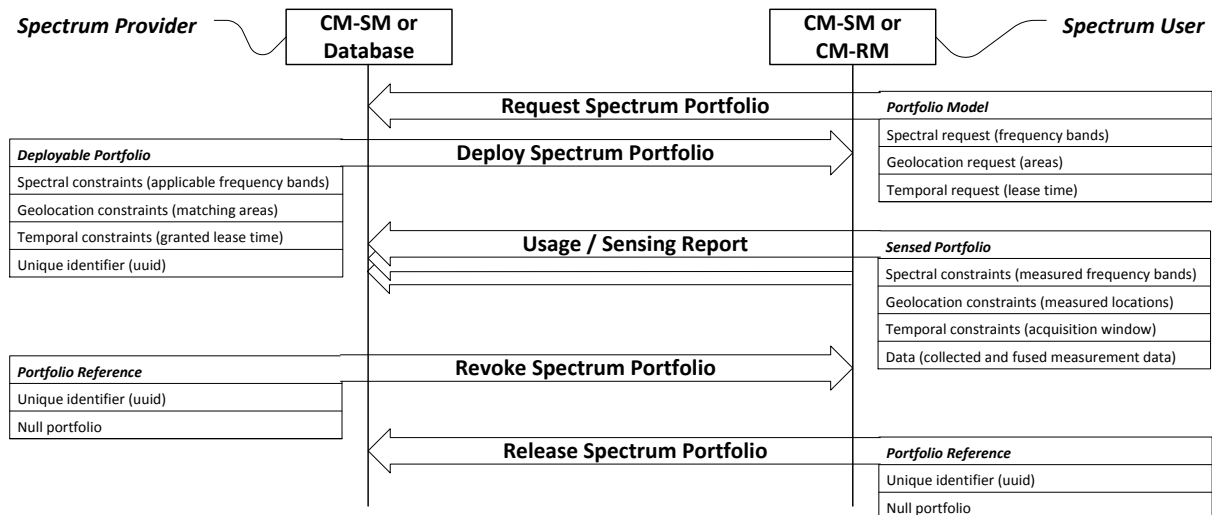 Spectrum Provider
CM-SM or
Database
CM-SM or
CM-RM
Spectrum User
Request Spectrum Portfolio
Portfolio Model
Spectral request (frequency bands)
Geolocation request (areas)
Temporal request (lease time)
Deploy Spectrum Portfolio
Deployable Portfolio
Spectral constraints (applicable frequency bands)
Geolocation constraints (matching areas)
Temporal constraints (granted lease time)
Unique identifier (uuid)
Usage / Sensing Report
Sensed Portfolio
Spectral constraints (measured frequency bands)
Geolocation constraints (measured locations)
Temporal constraints (acquisition window)
Data (collected and fused measurement data)
Revoke Spectrum Portfolio
Portfolio Reference
Unique identifier (uuid)
Null portfolio
Release Spectrum Portfolio
Portfolio Reference
Unique identifier (uuid)
Null portfolio